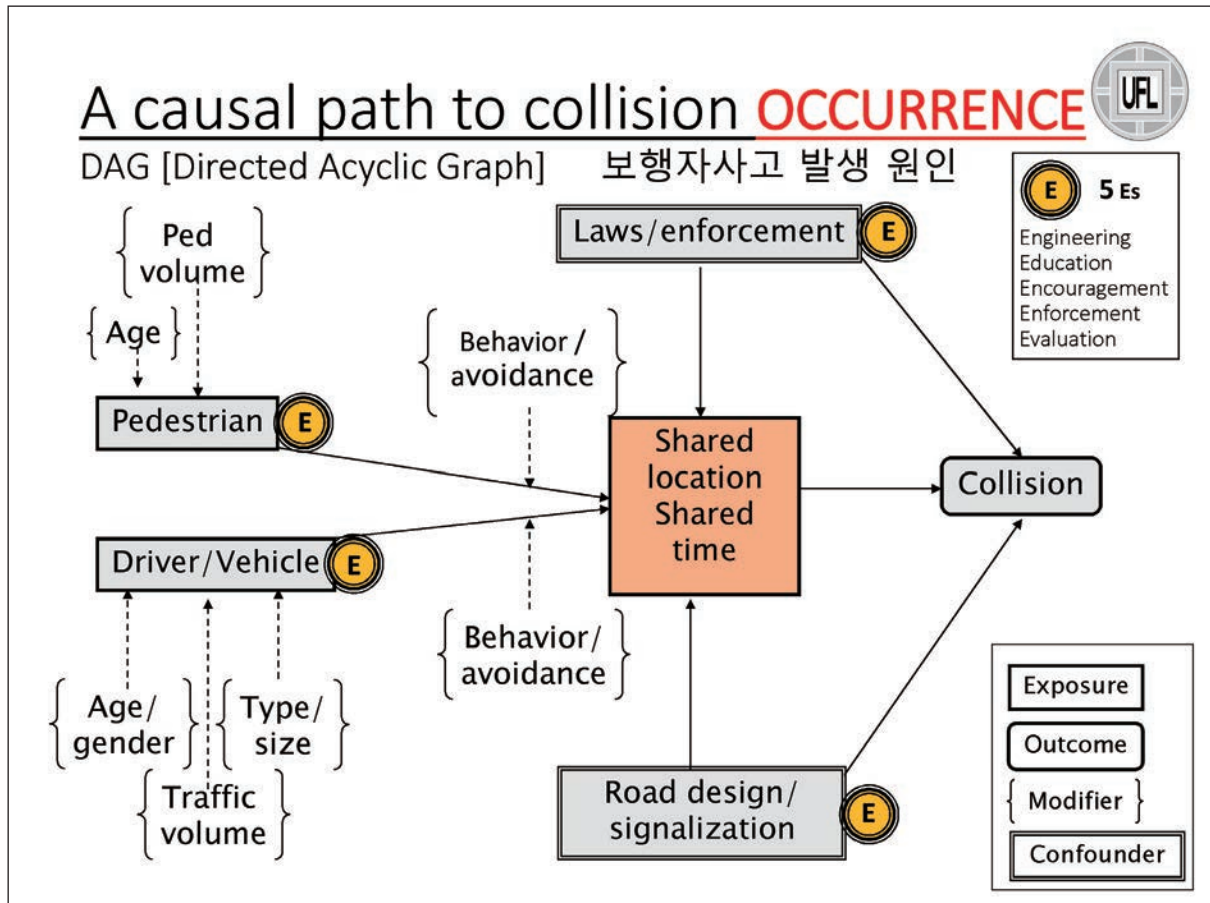 A causal path to collision OCCURRENCE
UFL
DAG [Directed Acyclic Graph] 보행자사고 발생 원인
E 5 Es
Engineering
Education
Encouragement
Enforcement
Evaluation
Ped
volume
Age
Laws/enforcement
E
Behavior/
avoidance
Pedestrian
E
Shared
location
Shared
time
Collision
Driver/Vehicle
E
Behavior/
avoidance
Age/
gender
Type/
size
Traffic
volume
Road design/
signalization
E
Exposure
Outcome
Modifier
Confounder